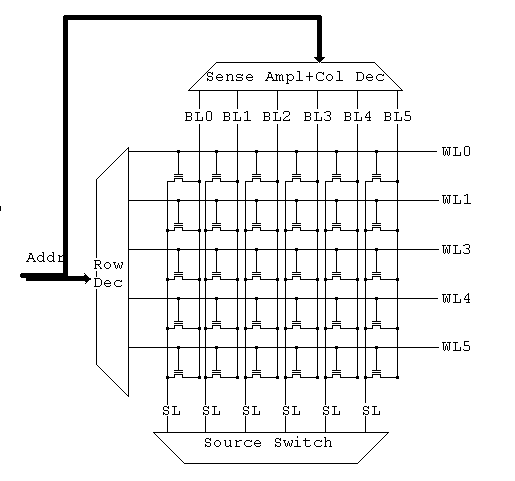 Sense Ampl+Col Dec
BL0 BL1 BL2 BL3 BL4 BL5
WL0
WL1
WL3
Addr
Row
Dec
WL4
WL5
SL SL SL SL SL SL
Source Switch